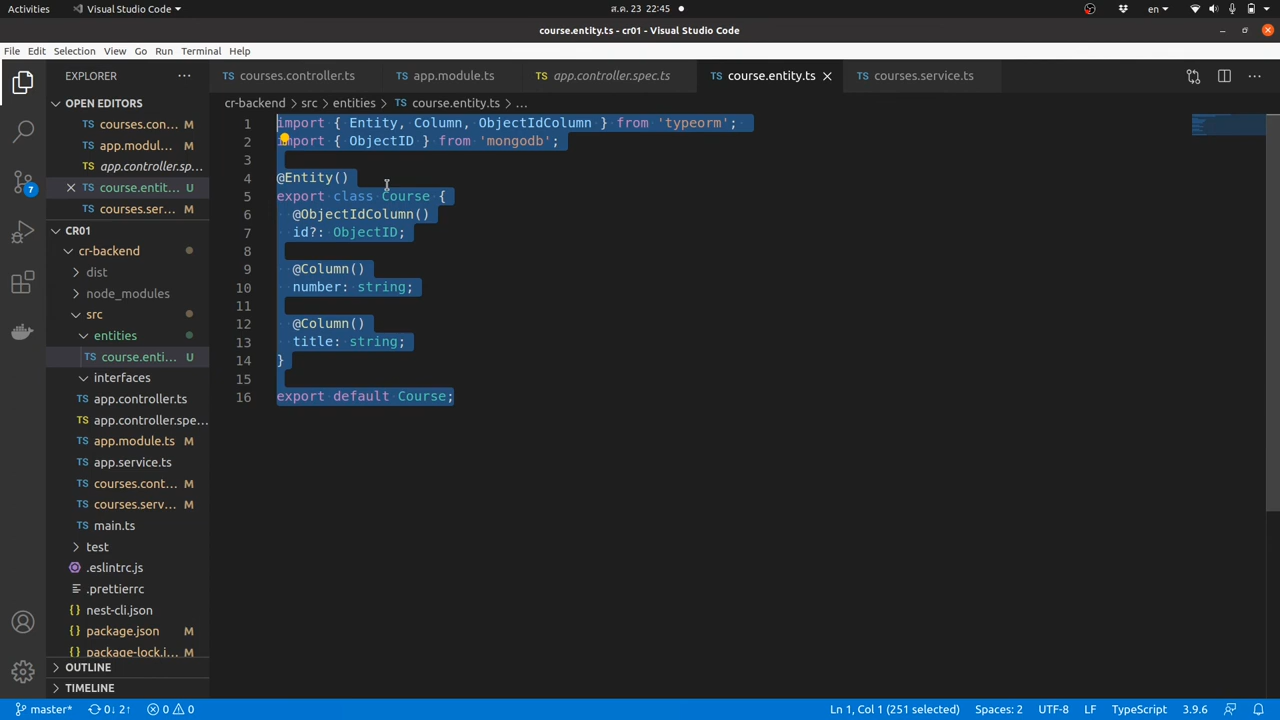 Activities
Visual Studio Code
ส.ค. 23 22:45
en
course.entity.ts - cr01 - Visual Studio Code
File Edit Selection View Go Run Terminal Help
EXPLORER
courses.controller.ts
app.module.ts
app.controller.spec.ts
course.entity.ts
courses.service.ts
OPEN EDITORS
courses.con...
app.modul... M
app.controller.sp...
course.entit... U
courses.ser...
CR01
cr-backend
dist
node_modules
src
entities
course.enti... U
interfaces
app.controller.ts
app.controller.spe...
app.module.ts M
app.service.ts
courses.cont... M
courses.serv... M
main.ts
test
.eslintrc.js
.prettierrc
nest-cli.json
package.json M
package-lock.j... M
OUTLINE
TIMELINE
7
cr-backend > src > entities > TS course.entity.ts > ...
1 import { Entity, Column, ObjectIdColumn } from 'typeorm';
2 import { ObjectID } from 'mongodb';
3
4 @Entity()
5 export class Course {
6 @ObjectIdColumn()
7 id?: ObjectID;
8
9 @Column()
10 number: string;
11
12 @Column()
13 title: string;
14 }
15
16 export default Course;
master* 0↓ 2↑ 0 0 Ln 1, Col 1 (251 selected) Spaces: 2 UTF-8 LF TypeScript 3.9.6